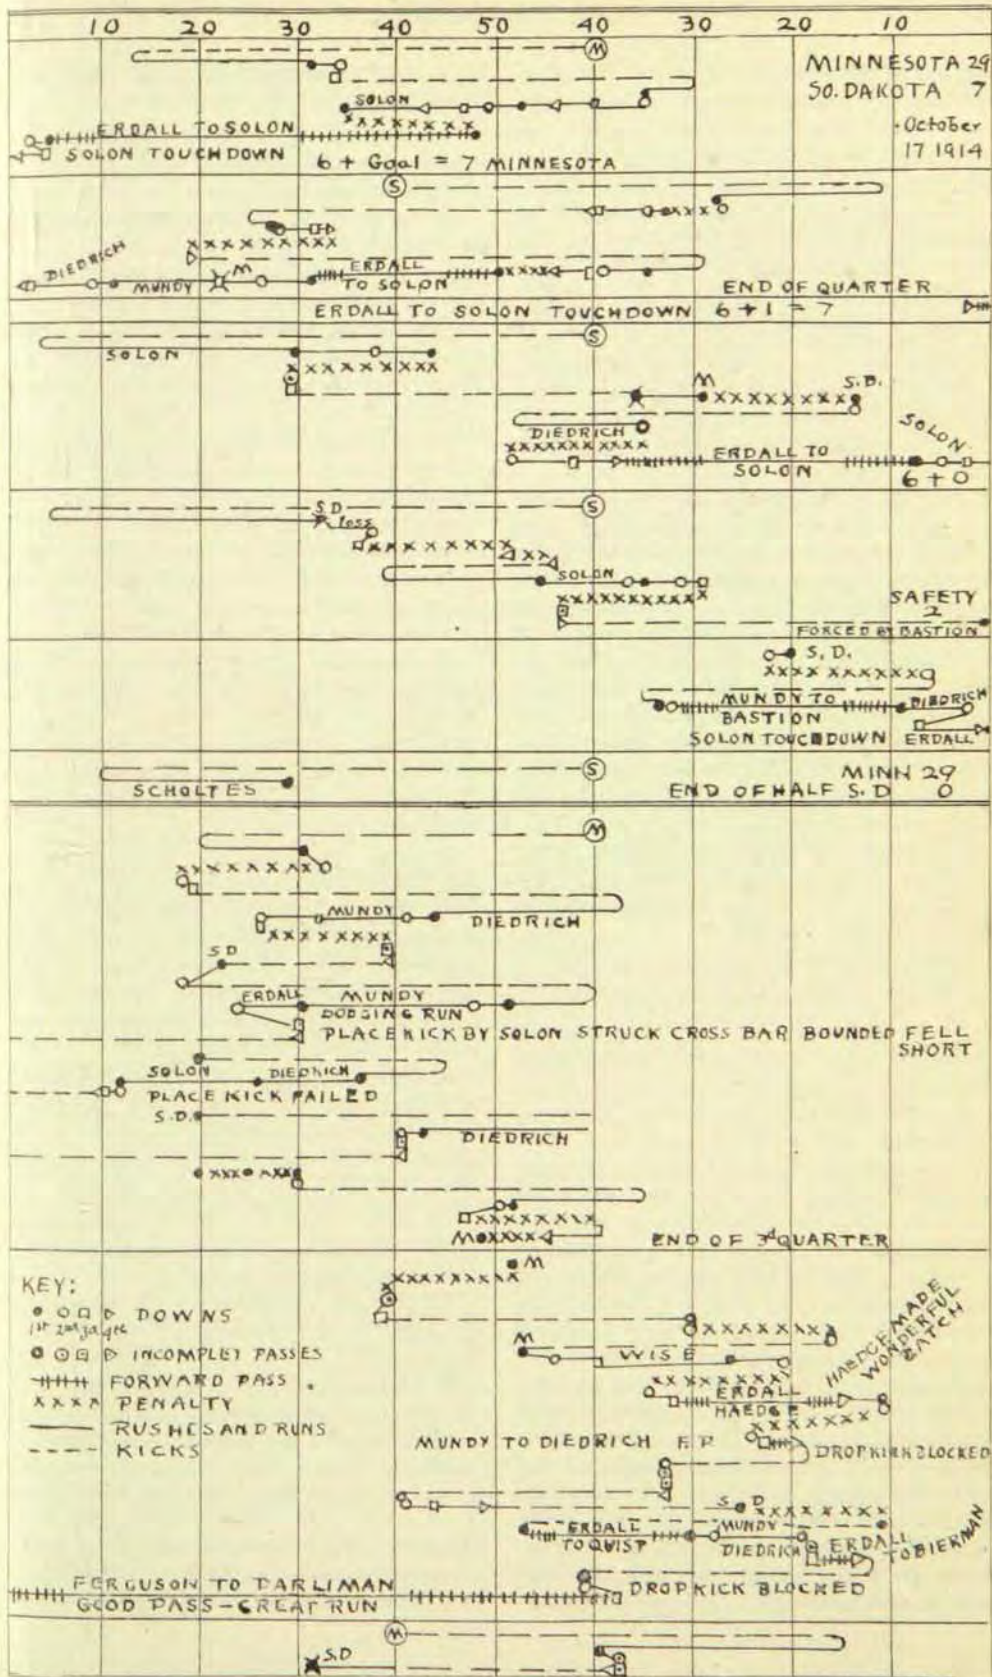 10 20 30 40 50 40 30 20 10
M
MINNESOTA 29
SO. DAKOTA 7
October
17 1914
SOLON
ERDALL TO SOLON
SOLON TOUCHDOWN
6 + Goal = 7 MINNESOTA
S
DIEDRICH
MUNDY
M
ERDALL
TO SOLON
END OF QUARTER
ERDALL TO SOLON TOUCHDOWN 6 + 1 = 7
S
SOLON
M
S.D.
DIEDRICH
SOLON
ERDALL TO
SOLON
6 + 0
S
S D
loss
SOLON
SAFETY
2
FORCED BY BASTION
S. D.
MUNDY TO
BASTION
DIEDRICH
SOLON TOUCHDOWN
ERDALL
S
SCHOLTES
MINN 29
END OF HALF S. D 0
M
MUNDY
DIEDRICH
S D
ERDALL
MUNDY
DODGING RUN
PLACE KICK BY SOLON STRUCK CROSS BAR BOUNDED FELL
SHORT
SOLON
DIEDRICH
PLACE KICK FAILED
S.D.
DIEDRICH
M
END OF 3d QUARTER
M
KEY:
DOWNS
1st 2nd 3d 4th
INCOMPLET PASSES
FORWARD PASS
PENALTY
RUSHES AND RUNS
KICKS
HAEDGE MADE
WONDERFUL
CATCH
M
WISE
ERDALL
HAEDGE
MUNDY TO DIEDRICH F. P.
DROPKICK BLOCKED
S D
ERDALL
TO QUIST
MUNDY
DIEDRICH
ERDALL
TO BIERMAN
FERGUSON TO DARLIMAN
GOOD PASS - GREAT RUN
DROPKICK BLOCKED
M
S.D